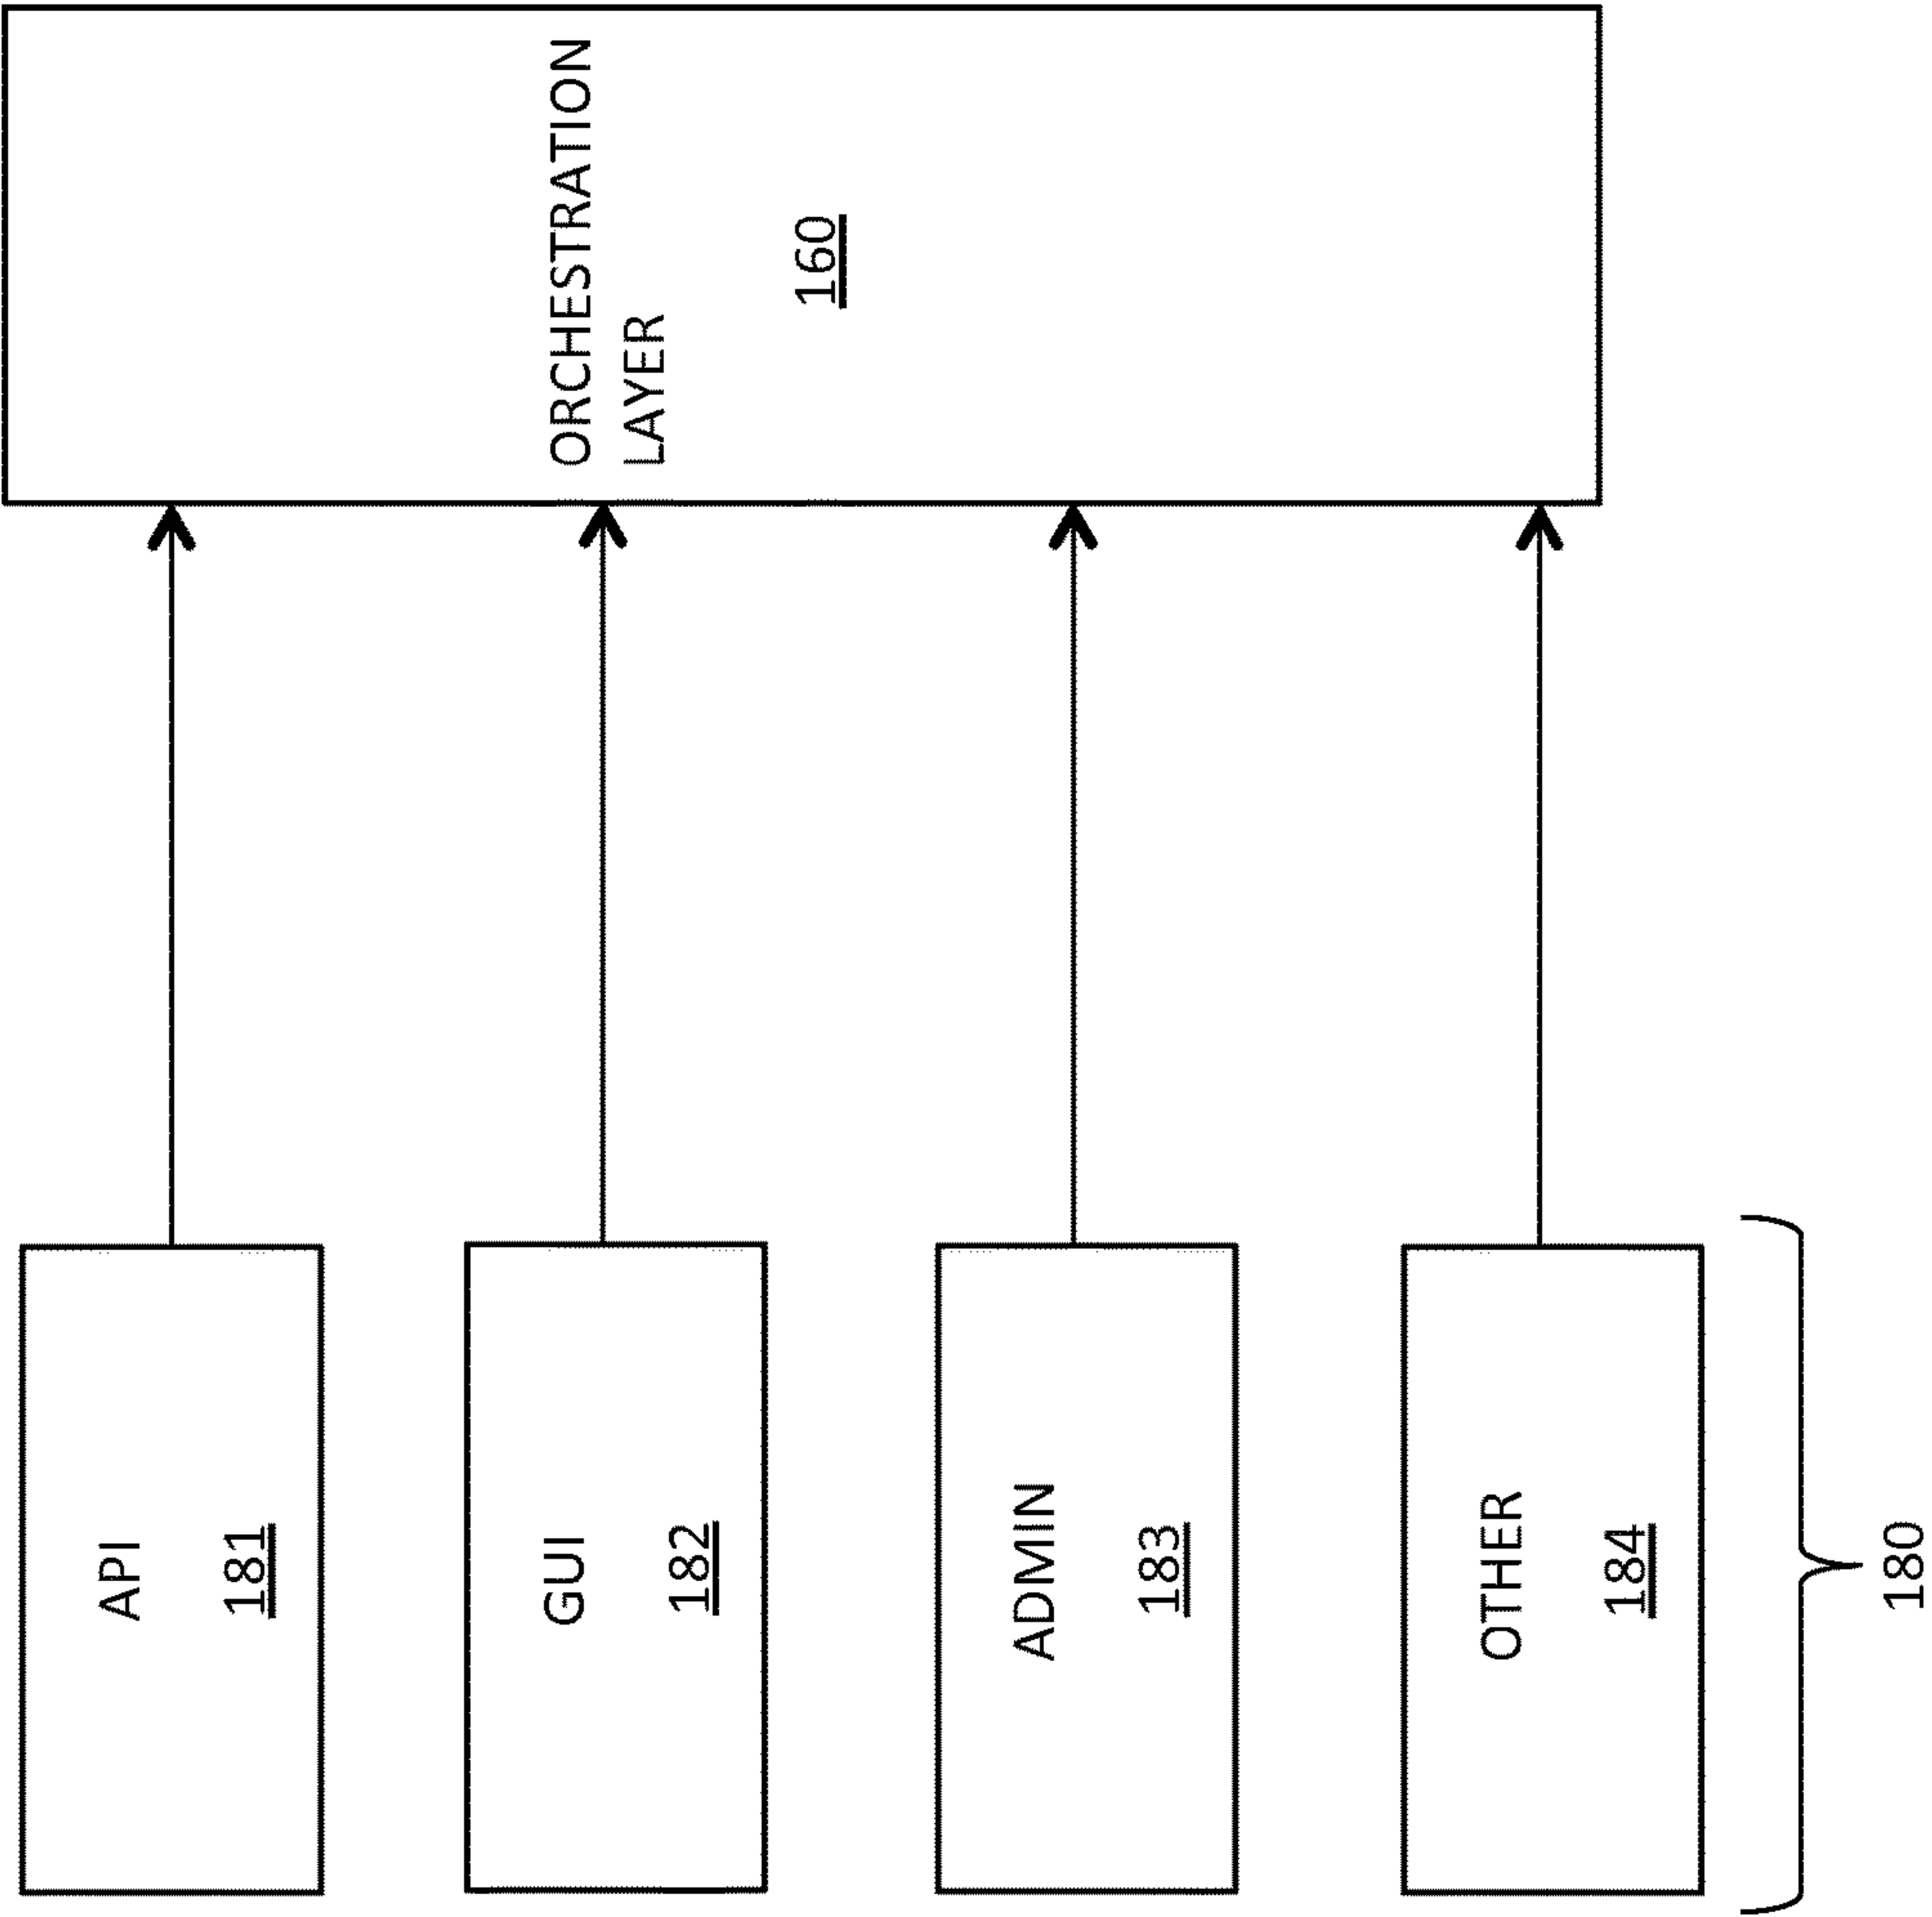 API
181
GUI
182
ADMIN
183
OTHER
184
180
ORCHESTRATION
LAYER
160